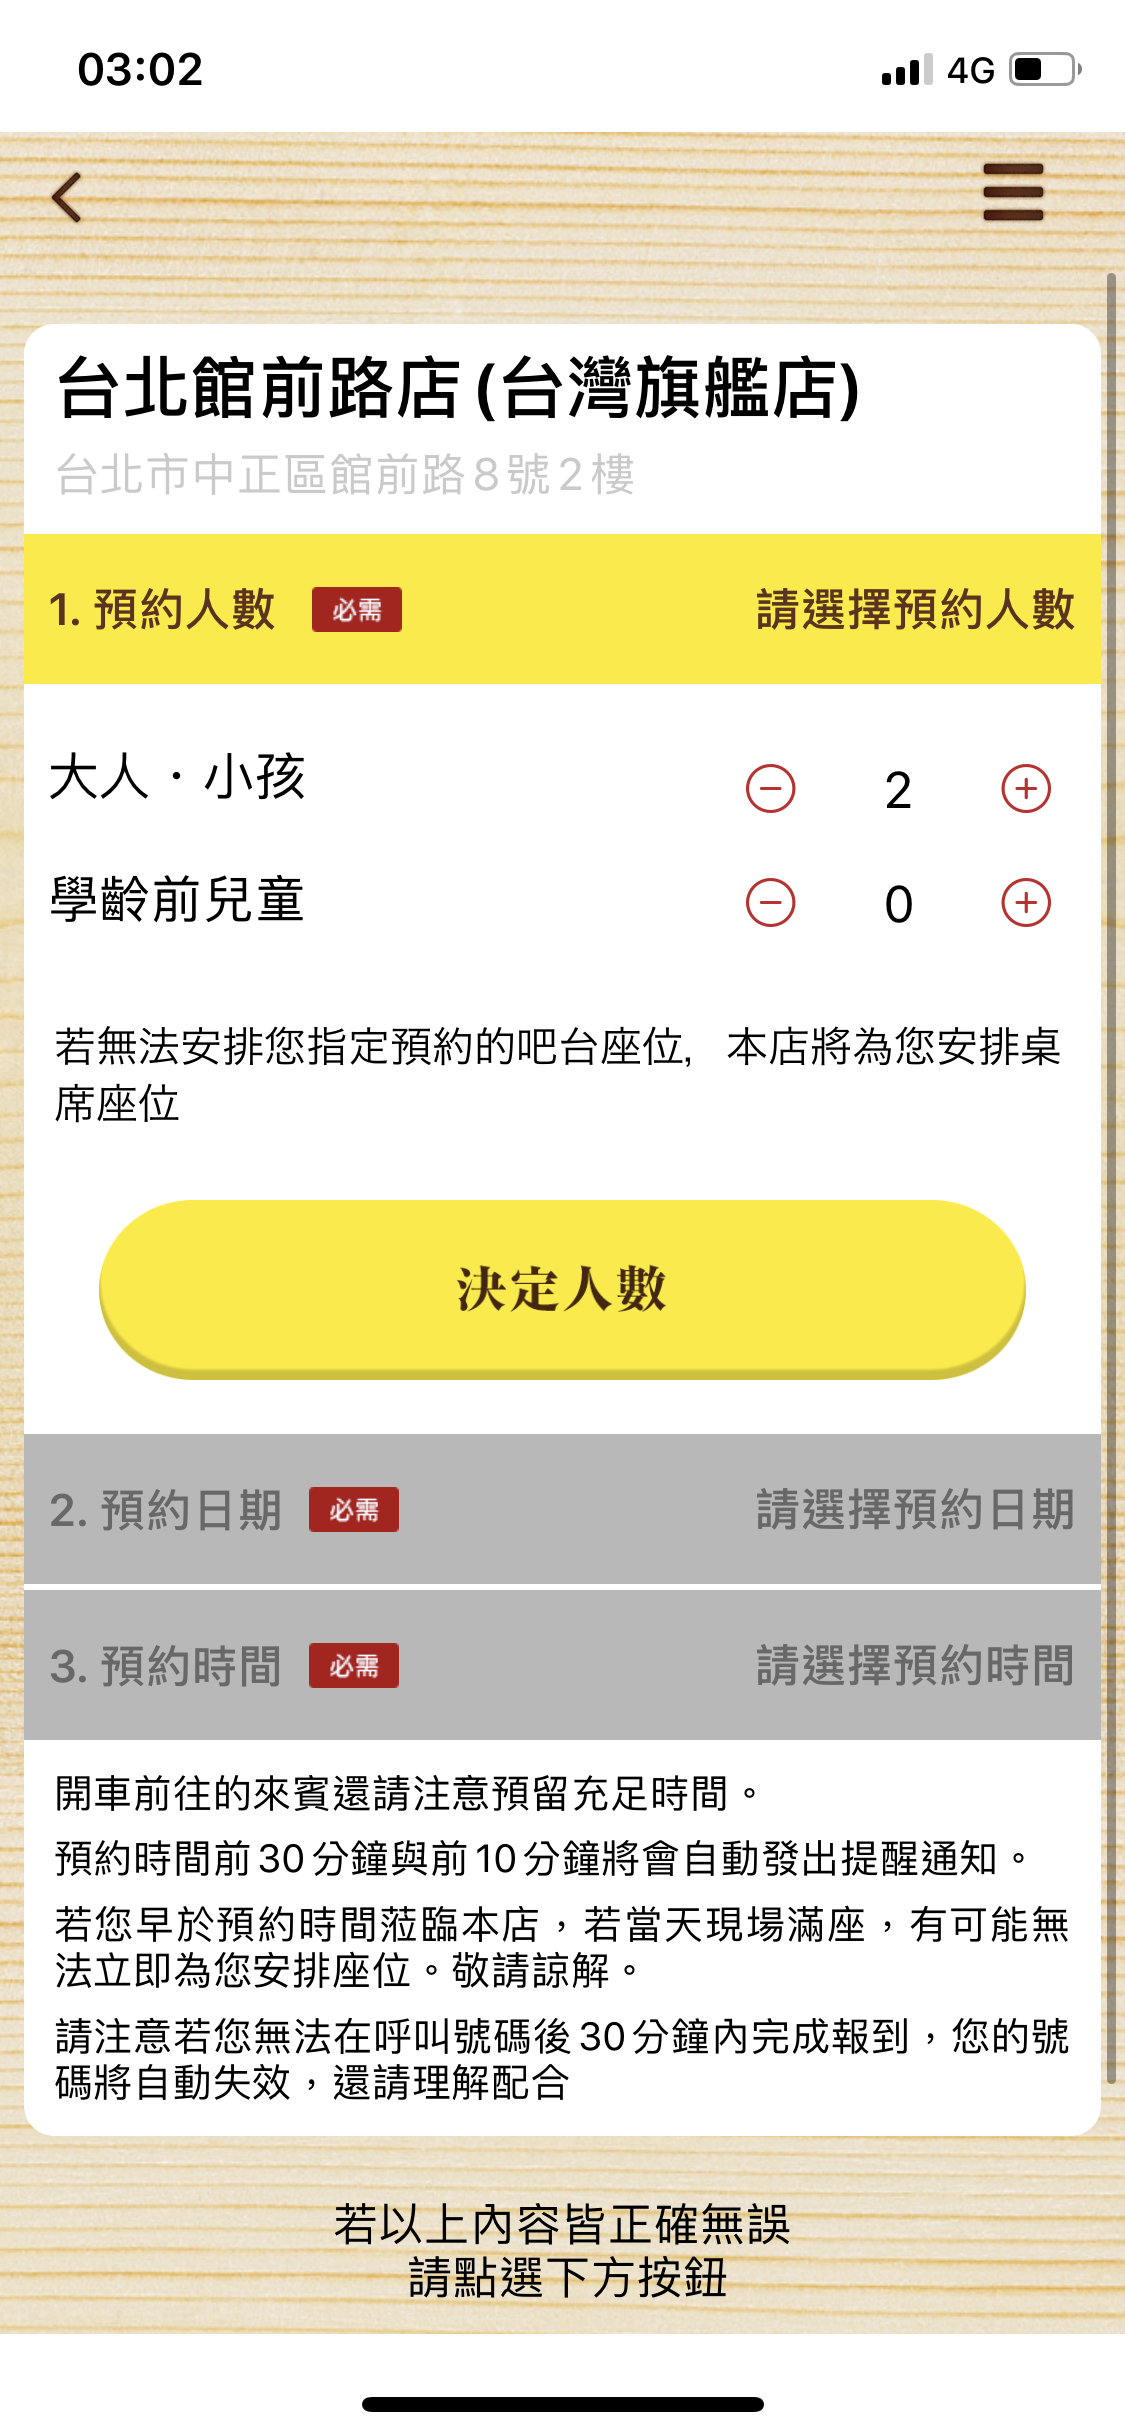 03:02
4G
台北館前路店(台灣旗艦店)
台北市中正區館前路8號2樓
1. 預約人數 必需 請選擇預約人數
大人・小孩 2
學齡前兒童 0
若無法安排您指定預約的吧台座位, 本店將為您安排桌
席座位
決定人數
2. 預約日期 必需 請選擇預約日期
3. 預約時間 必需 請選擇預約時間
開車前往的來賓還請注意預留充足時間。
預約時間前30分鐘與前10分鐘將會自動發出提醒通知。
若您早於預約時間蒞臨本店，若當天現場滿座，有可能無
法立即為您安排座位。敬請諒解。
請注意若您無法在呼叫號碼後30分鐘內完成報到，您的號
碼將自動失效，還請理解配合
若以上內容皆正確無誤
請點選下方按鈕